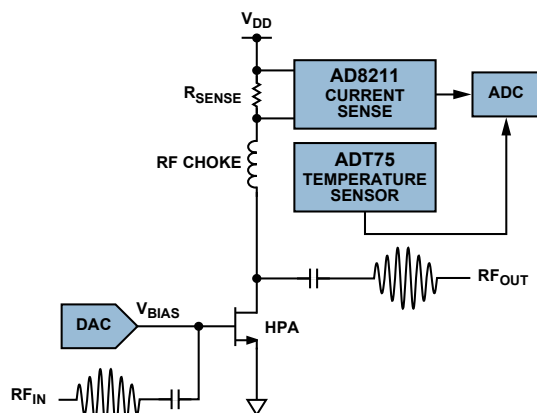 VDD
RSENSE
AD8211
CURRENT
SENSE
ADC
RF CHOKE
ADT75
TEMPERATURE
SENSOR
RFOUT
DAC
VBIAS
HPA
RFIN